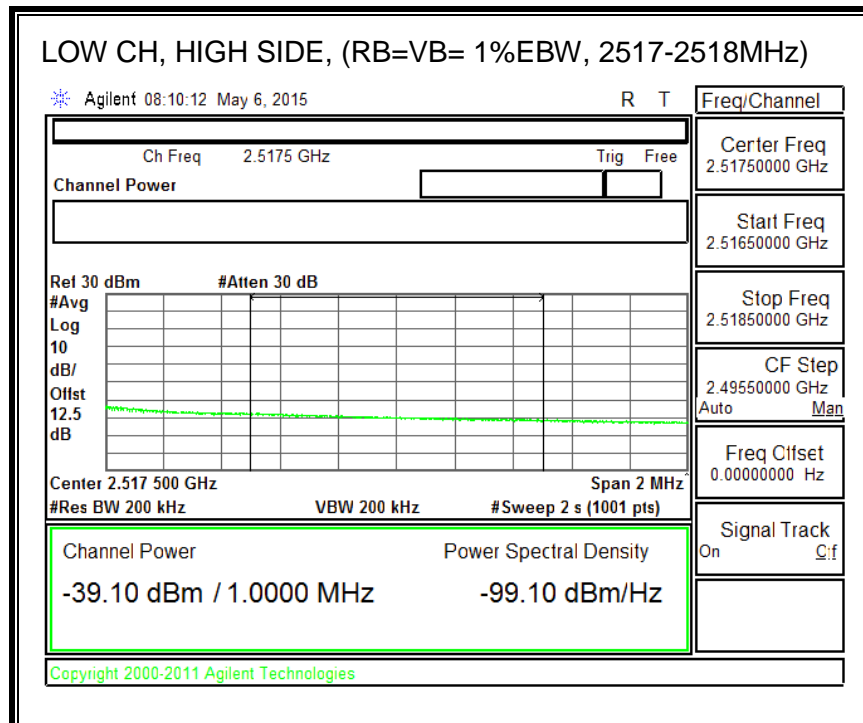 LOW CH, HIGH SIDE, (RB=VB= 1%EBW, 2517-2518MHz)
Agilent 08:10:12 May 6, 2015 R T
Freq/Channel
Ch Freq 2.5175 GHz Trig Free
Channel Power
Center Freq
2.51750000 GHz
Start Freq
2.51650000 GHz
Stop Freq
2.51850000 GHz
CF Step
2.49550000 GHz
Auto Man
Freq Offset
0.00000000 Hz
Signal Track
On Off
Ref 30 dBm #Atten 30 dB
#Avg
Log
10
dB/
Offst
12.5
dB
Center 2.517 500 GHz Span 2 MHz
#Res BW 200 kHz VBW 200 kHz #Sweep 2 s (1001 pts)
Channel Power Power Spectral Density
-39.10 dBm / 1.0000 MHz -99.10 dBm/Hz
Copyright 2000-2011 Agilent Technologies